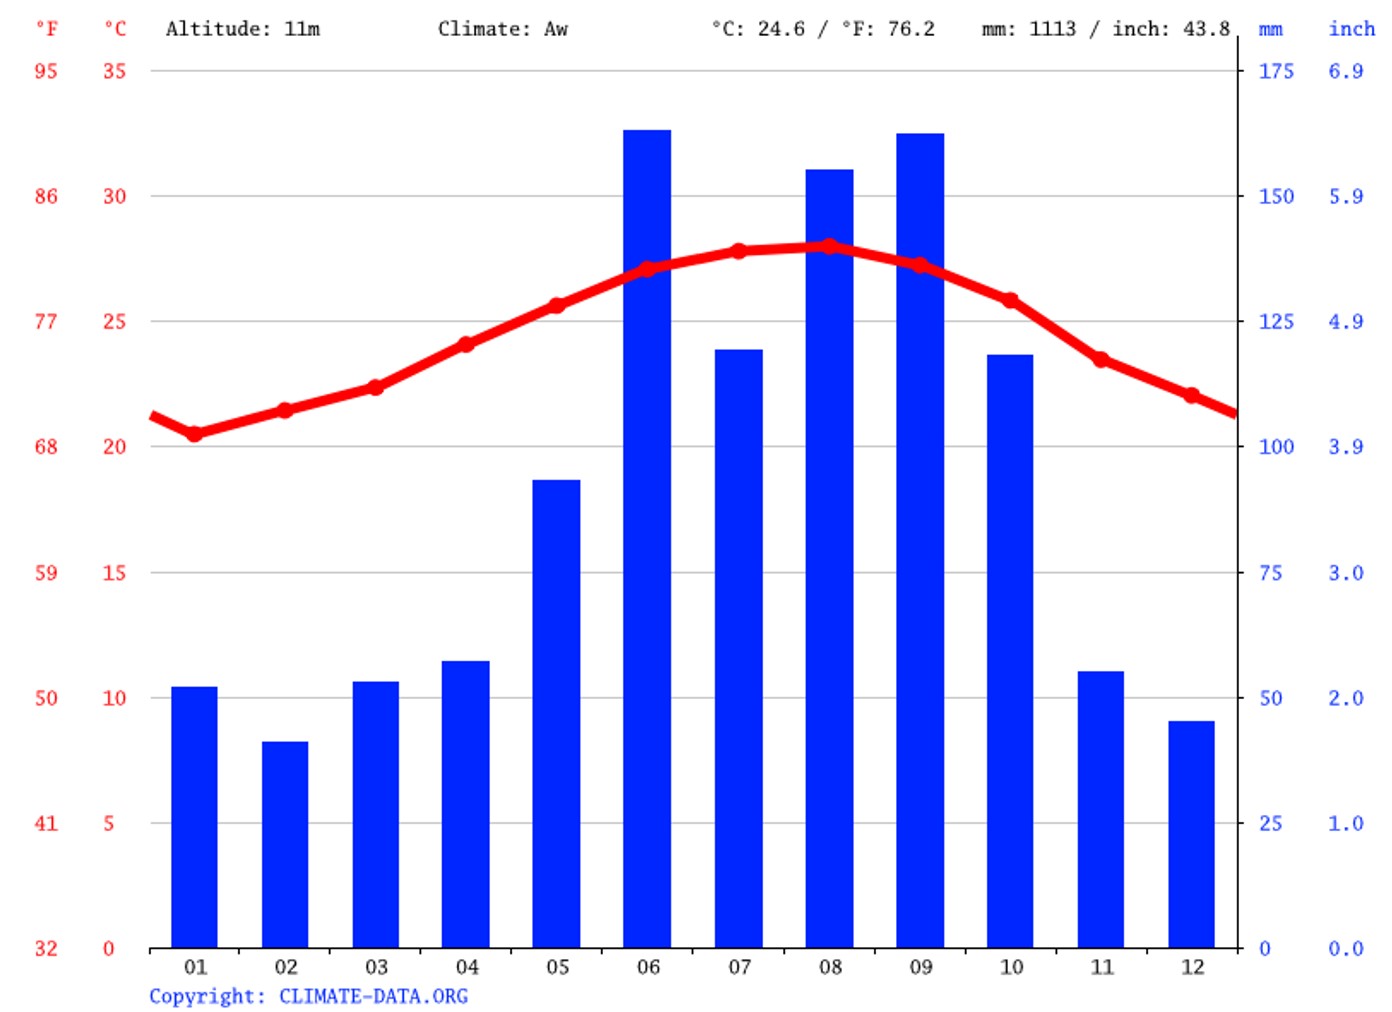 °F °C Altitude: 11m Climate: Aw °C: 24.6 / °F: 76.2 mm: 1113 / inch: 43.8 mm inch
95 35 175 6.9
86 30 150 5.9
77 25 125 4.9
68 20 100 3.9
59 15 75 3.0
50 10 50 2.0
41 5 25 1.0
32 0 0 0.0
01 02 03 04 05 06 07 08 09 10 11 12
Copyright: CLIMATE-DATA.ORG